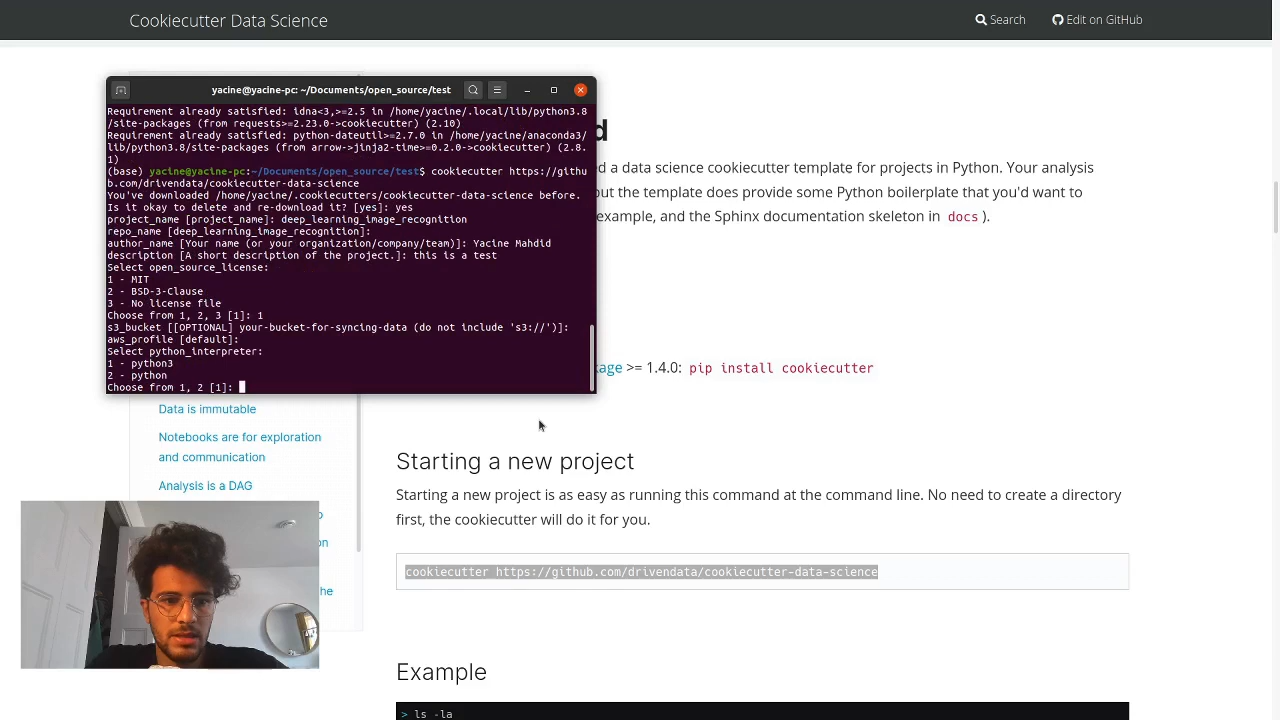 Cookiecutter Data Science
Search
Edit on GitHub
yacine@yacine-pc: ~/Documents/open_source/test
Requirement already satisfied: idna<3,>=2.5 in /home/yacine/.local/lib/python3.8
/site-packages (from requests>=2.23.0->cookiecutter) (2.10)
Requirement already satisfied: python-dateutil>=2.7.0 in /home/yacine/anaconda3/
lib/python3.8/site-packages (from arrow->jinja2-time>=0.2.0->cookiecutter) (2.8.
1)
(base) yacine@yacine-pc:~/Documents/open_source/test$ cookiecutter https://githu
b.com/drivendata/cookiecutter-data-science
You've downloaded /home/yacine/.cookiecutters/cookiecutter-data-science before.
Is it okay to delete and re-download it? [yes]: yes
project_name [project_name]: deep_learning_image_recognition
repo_name [deep_learning_image_recognition]:
author_name [Your name (or your organization/company/team)]: Yacine Mahdid
description [A short description of the project.]: this is a test
Select open_source_license:
1 - MIT
2 - BSD-3-Clause
3 - No license file
Choose from 1, 2, 3 [1]: 1
s3_bucket [[OPTIONAL] your-bucket-for-syncing-data (do not include 's3://')]:
aws_profile [default]:
Select python_interpreter:
1 - python3
2 - python
Choose from 1, 2 [1]:
d
ed a data science cookiecutter template for projects in Python. Your analysis
out the template does provide some Python boilerplate that you'd want to
example, and the Sphinx documentation skeleton in docs ).
kage >= 1.4.0: pip install cookiecutter
Data is immutable
Notebooks are for exploration
and communication
Analysis is a DAG
o
on
he
Starting a new project
Starting a new project is as easy as running this command at the command line. No need to create a directory
first, the cookiecutter will do it for you.
cookiecutter https://github.com/drivendata/cookiecutter-data-science
Example
> ls -la